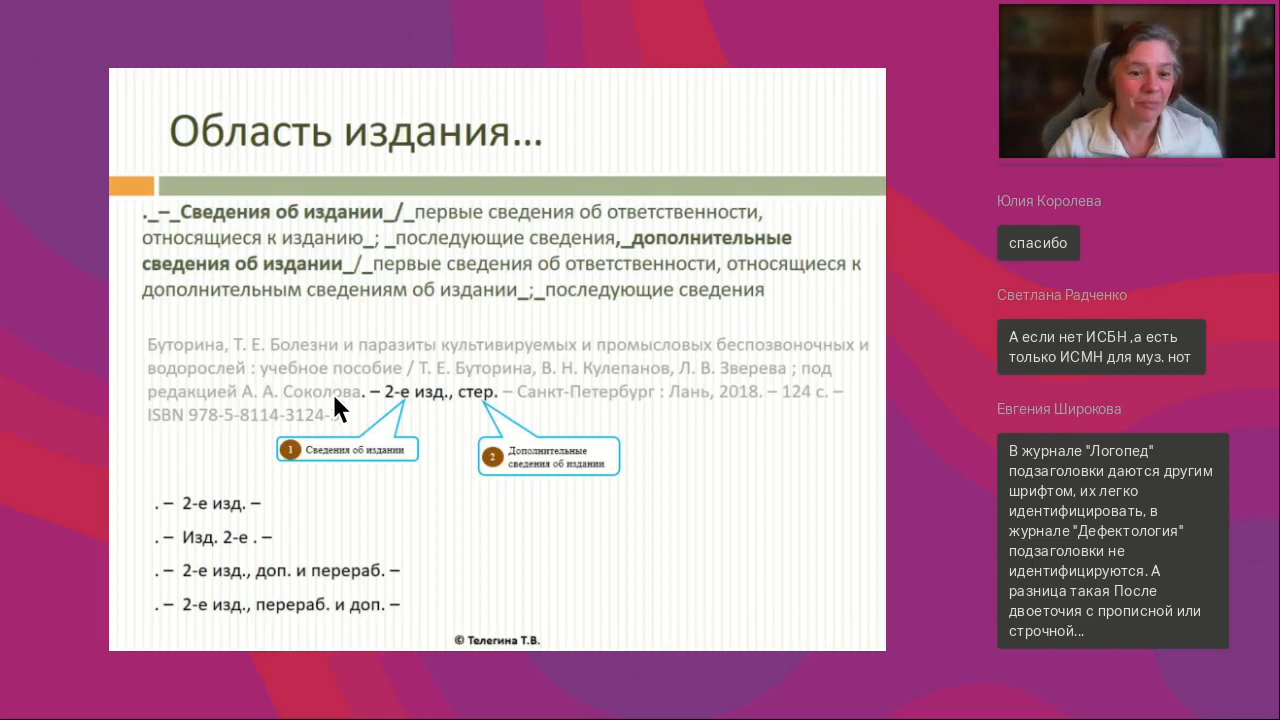 Область издания...
._–_Сведения об издании_/_первые сведения об ответственности,
относящиеся к изданию_; _последующие сведения,_дополнительные
сведения об издании_/_первые сведения об ответственности, относящиеся к
дополнительным сведениям об издании_;_последующие сведения
Буторина, Т. Е. Болезни и паразиты культивируемых и промысловых беспозвоночных и
водорослей : учебное пособие / Т. Е. Буторина, В. Н. Кулепанов, Л. В. Зверева ; под
редакцией А. А. Соколова. – 2-е изд., стер. – Санкт-Петербург : Лань, 2018. – 124 с. –
ISBN 978-5-8114-3124-
1 Сведения об издании
2 Дополнительные
сведения об издании
. – 2-е изд. –
. – Изд. 2-е . –
. – 2-е изд., доп. и перераб. –
. – 2-е изд., перераб. и доп. –
© Телегина Т.В.
Юлия Королева
спасибо
Светлана Радченко
А если нет ИСБН ,а есть
только ИСМН для муз. нот
Евгения Широкова
В журнале "Логопед"
подзаголовки даются другим
шрифтом, их легко
идентифицировать, в
журнале "Дефектология"
подзаголовки не
идентифицируются. А
разница такая После
двоеточия с прописной или
строчной...